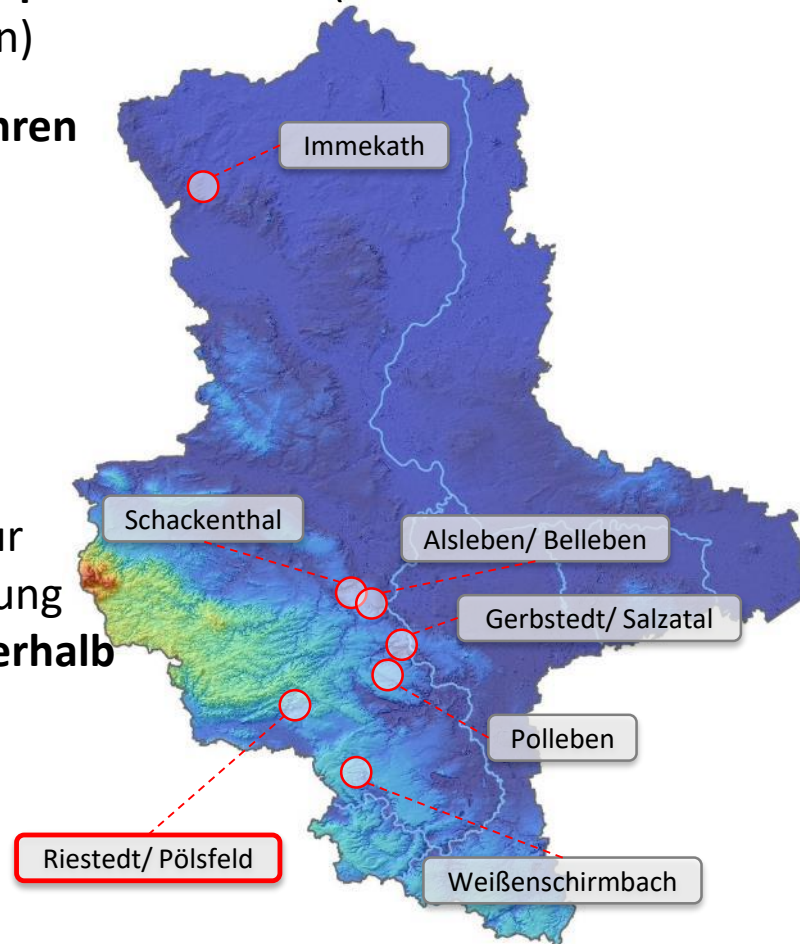 n)
hren
Immekath
Schackenthal
ur
Alsleben/ Belleben
ung
Gerbstedt/ Salzatal
erhalb
Polleben
Riestedt/ Pölsfeld
Weißenschirmbach